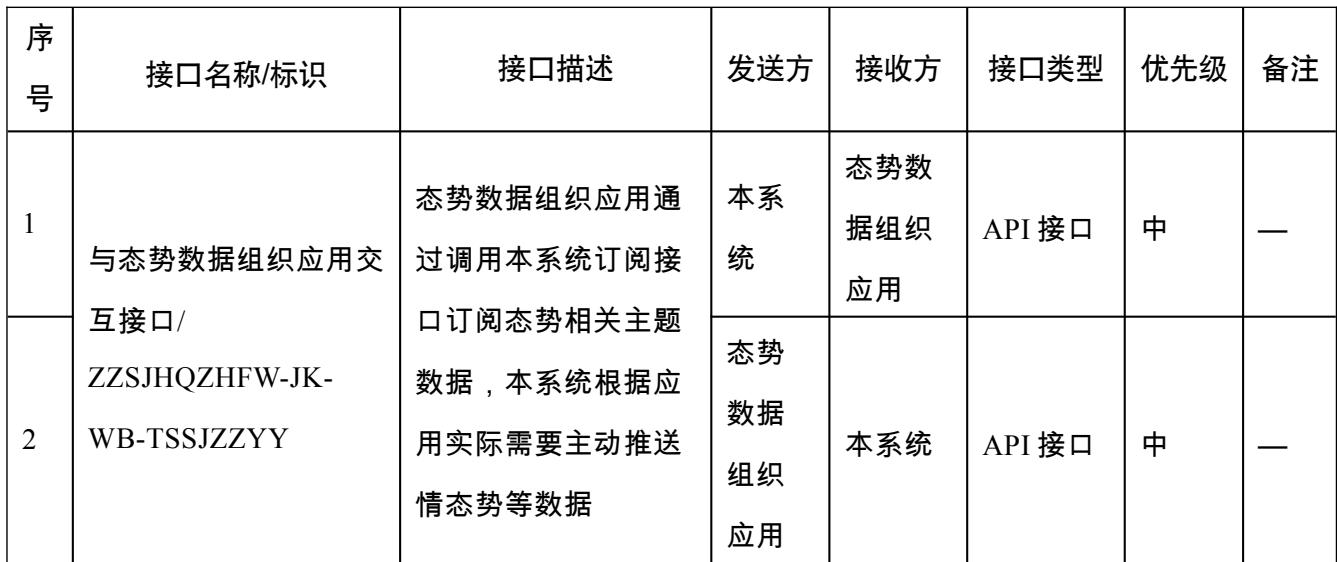 序
号
接口名称/标识
接口描述
发送方
接收方
接口类型
优先级
备注
1
与态势数据组织应用交
互接口/
ZZSJHQZHFW-JK-
WB-TSSJZZYY
态势数据组织应用通
过调用本系统订阅接
口订阅态势相关主题
数据，本系统根据应
用实际需要主动推送
情态势等数据
本系
统
态势数
据组织
应用
API 接口
中
—
2
态势
数据
组织
应用
本系统
API 接口
中
—